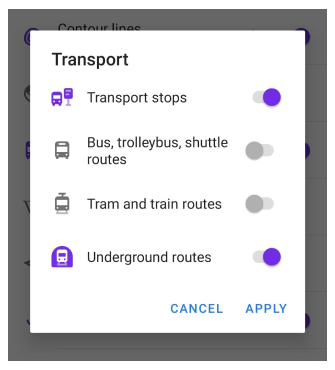 Contour lines
Transport
Transport stops
Bus, trolleybus, shuttle
routes
Tram and train routes
Underground routes
CANCEL
APPLY